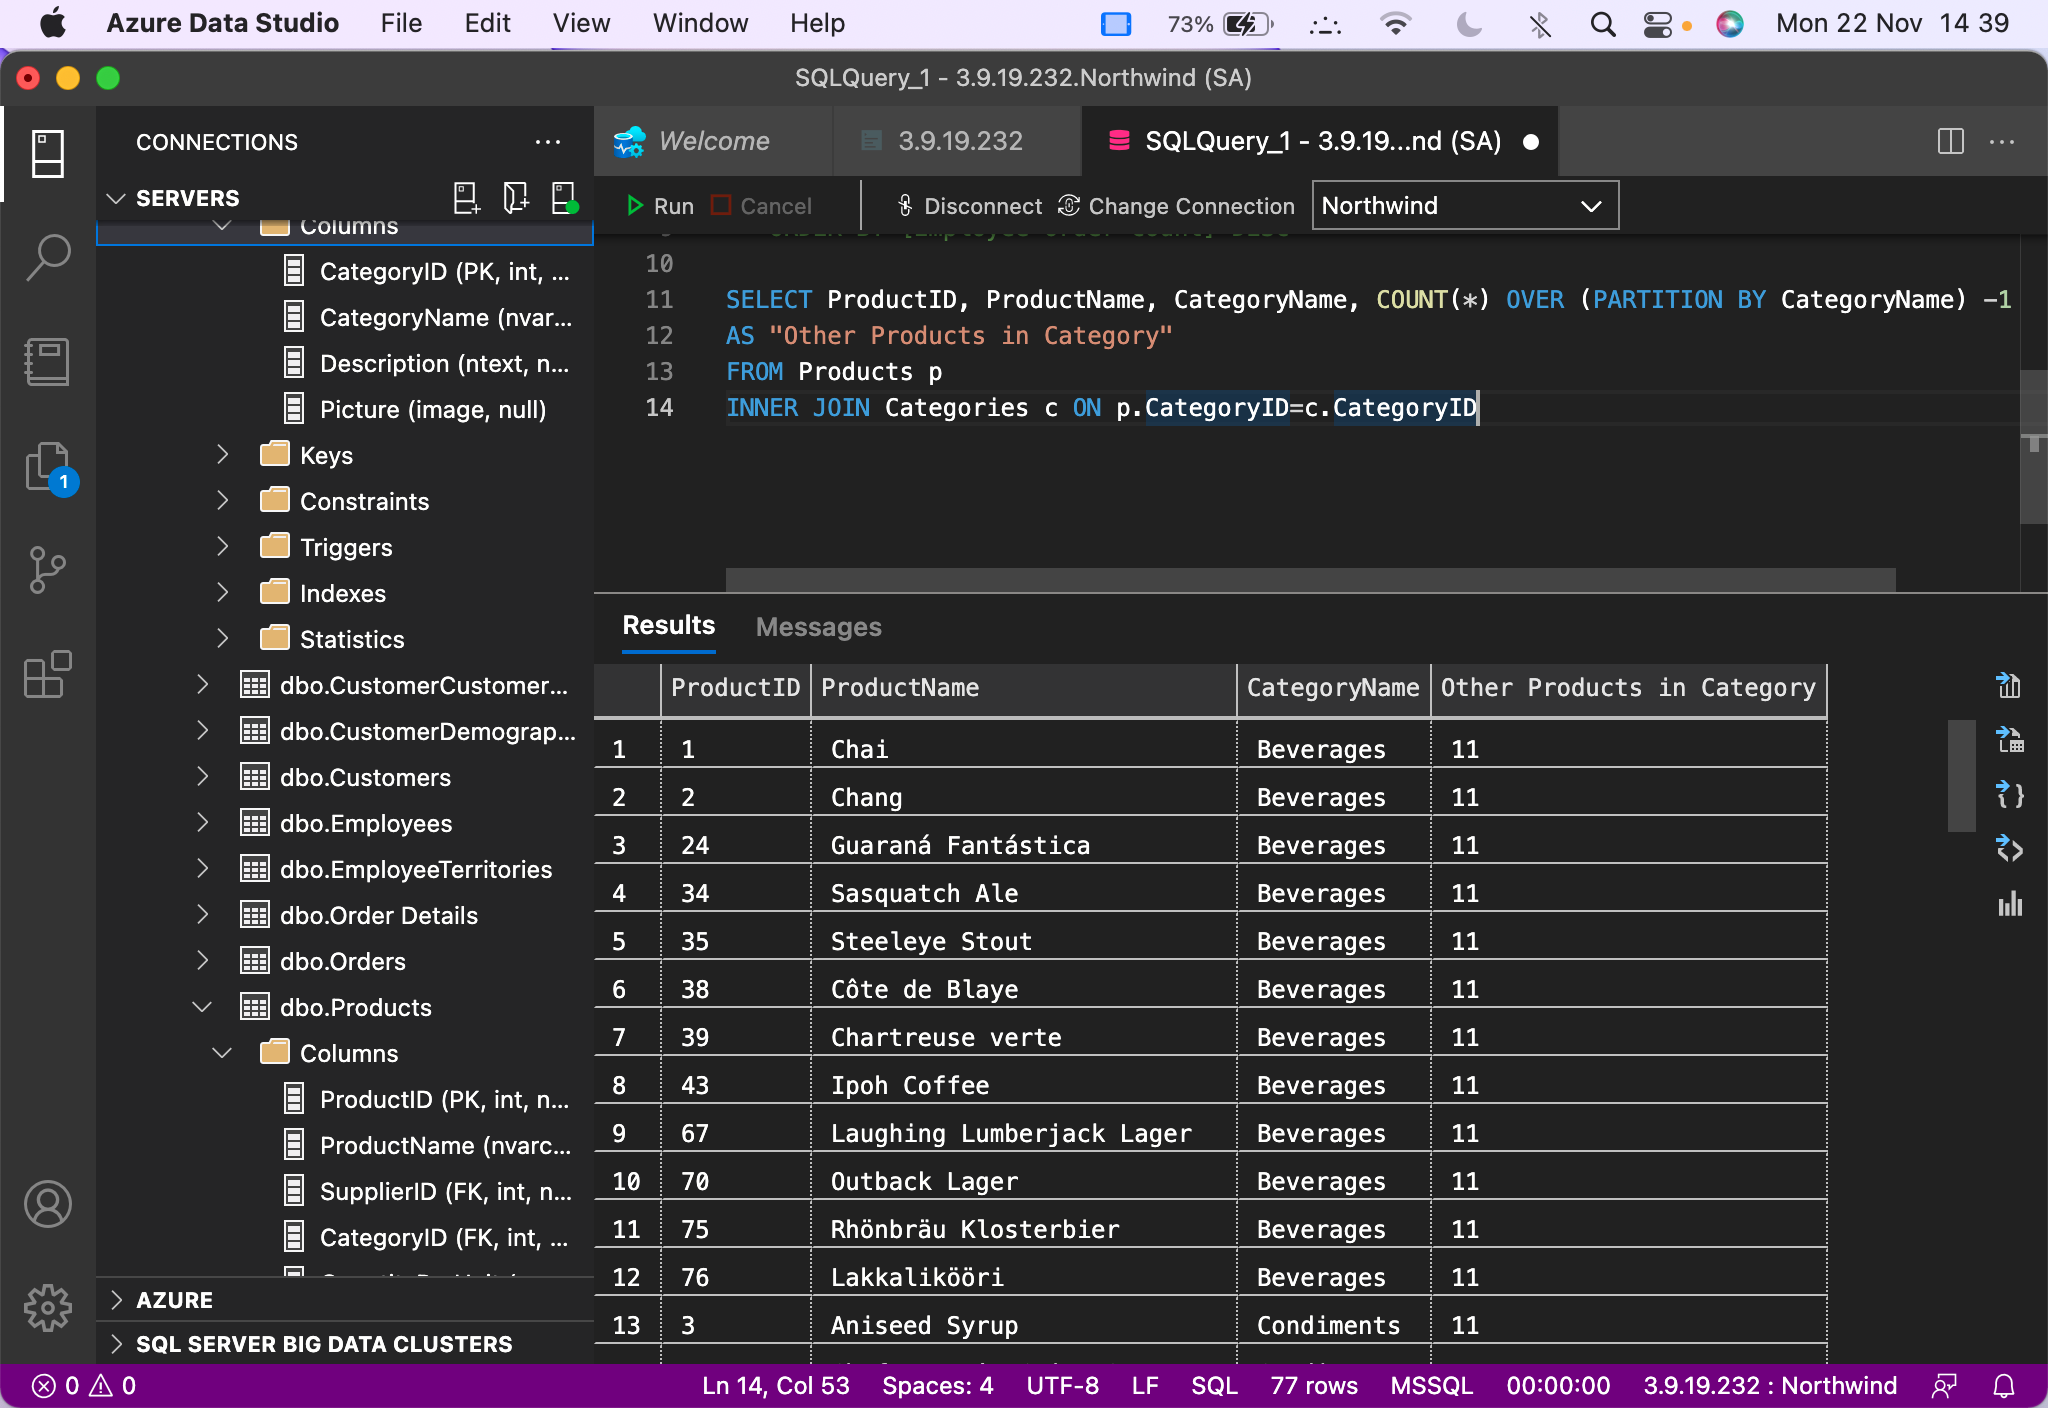 Azure Data Studio File Edit View Window Help 73% Mon 22 Nov 14 39
SQLQuery_1 - 3.9.19.232.Northwind (SA)
CONNECTIONS
SERVERS
Columns
CategoryID (PK, int, ...
CategoryName (nvar...
Description (ntext, n...
Picture (image, null)
Keys
Constraints
Triggers
Indexes
Statistics
dbo.CustomerCustomer...
dbo.CustomerDemograp...
dbo.Customers
dbo.Employees
dbo.EmployeeTerritories
dbo.Order Details
dbo.Orders
dbo.Products
Columns
ProductID (PK, int, n...
ProductName (nvarc...
SupplierID (FK, int, n...
CategoryID (FK, int, ...
AZURE
SQL SERVER BIG DATA CLUSTERS
1
Welcome 3.9.19.232 SQLQuery_1 - 3.9.19...nd (SA)
Run Cancel Disconnect Change Connection Northwind
10
11 SELECT ProductID, ProductName, CategoryName, COUNT(*) OVER (PARTITION BY CategoryName) -1
12 AS "Other Products in Category"
13 FROM Products p
14 INNER JOIN Categories c ON p.CategoryID=c.CategoryID
Results Messages
ProductID ProductName CategoryName Other Products in Category
1 1 Chai Beverages 11
2 2 Chang Beverages 11
3 24 Guaraná Fantástica Beverages 11
4 34 Sasquatch Ale Beverages 11
5 35 Steeleye Stout Beverages 11
6 38 Côte de Blaye Beverages 11
7 39 Chartreuse verte Beverages 11
8 43 Ipoh Coffee Beverages 11
9 67 Laughing Lumberjack Lager Beverages 11
10 70 Outback Lager Beverages 11
11 75 Rhönbräu Klosterbier Beverages 11
12 76 Lakkalikööri Beverages 11
13 3 Aniseed Syrup Condiments 11
0 0 Ln 14, Col 53 Spaces: 4 UTF-8 LF SQL 77 rows MSSQL 00:00:00 3.9.19.232 : Northwind